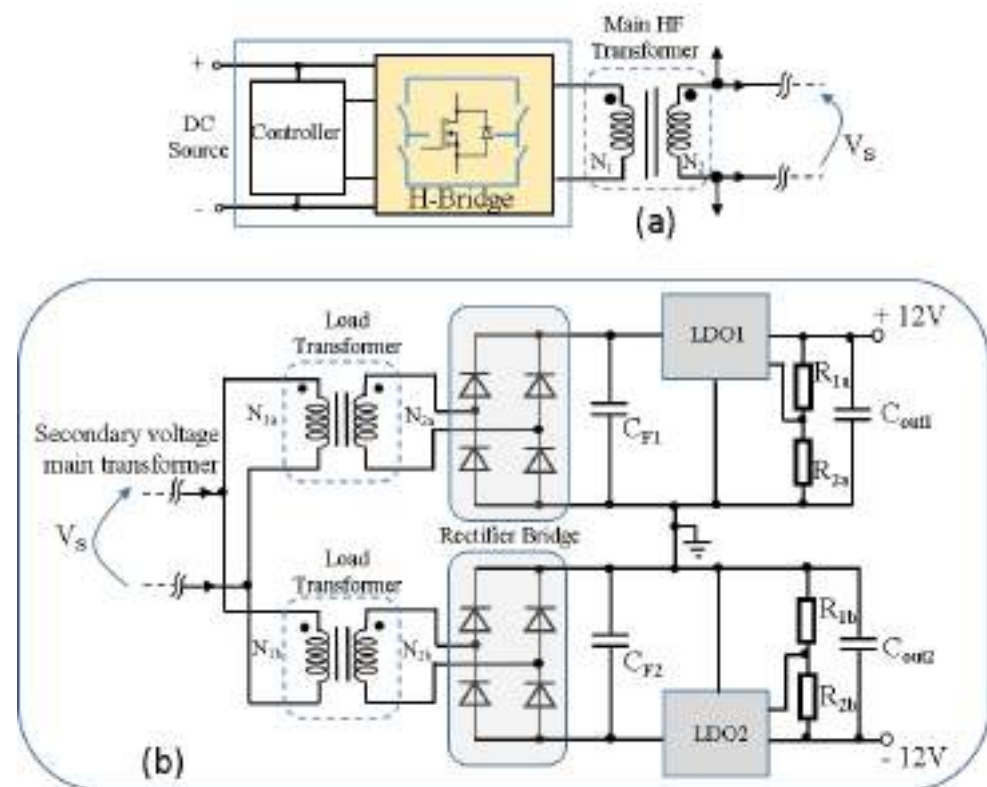 Main HF
Transformer
+
DC
Source
-
Controller
H-Bridge
N1
N2
Vs
(a)
Load
Transformer
N1a
N2a
Secondary voltage
main transformer
Vs
Rectifier Bridge
LDO1
+ 12V
R1a
R2a
CF1
Cout1
Load
Transformer
N1b
N2b
CF2
LDO2
R1b
R2b
Cout2
- 12V
(b)